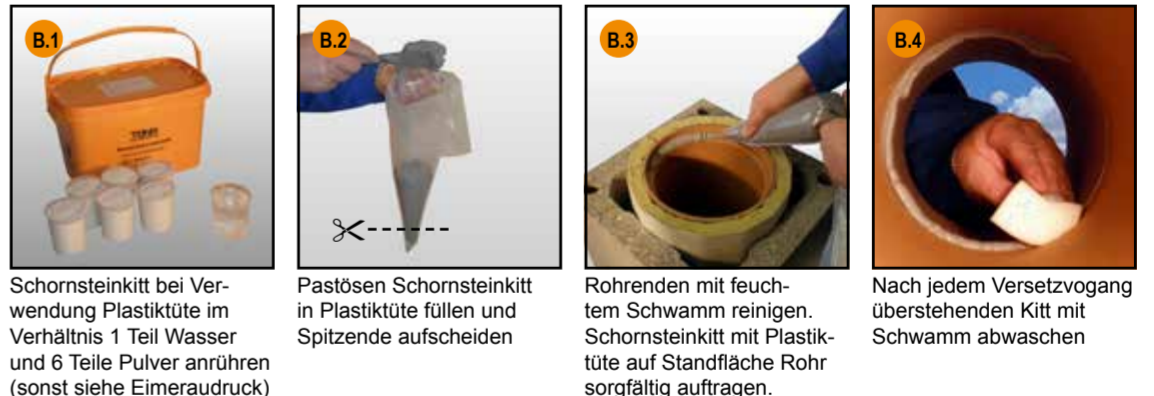 B.1
Schornsteinkitt bei Ver-
wendung Plastiktüte im
Verhältnis 1 Teil Wasser
und 6 Teile Pulver anrühren
(sonst siehe Eimeraudruck)
B.2
Pastösen Schornsteinkitt
in Plastiktüte füllen und
Spitzende aufscheiden
B.3
Rohrenden mit feuch-
tem Schwamm reinigen.
Schornsteinkitt mit Plastik-
tüte auf Standfläche Rohr
sorgfältig auftragen.
B.4
Nach jedem Versetzvogang
überstehenden Kitt mit
Schwamm abwaschen